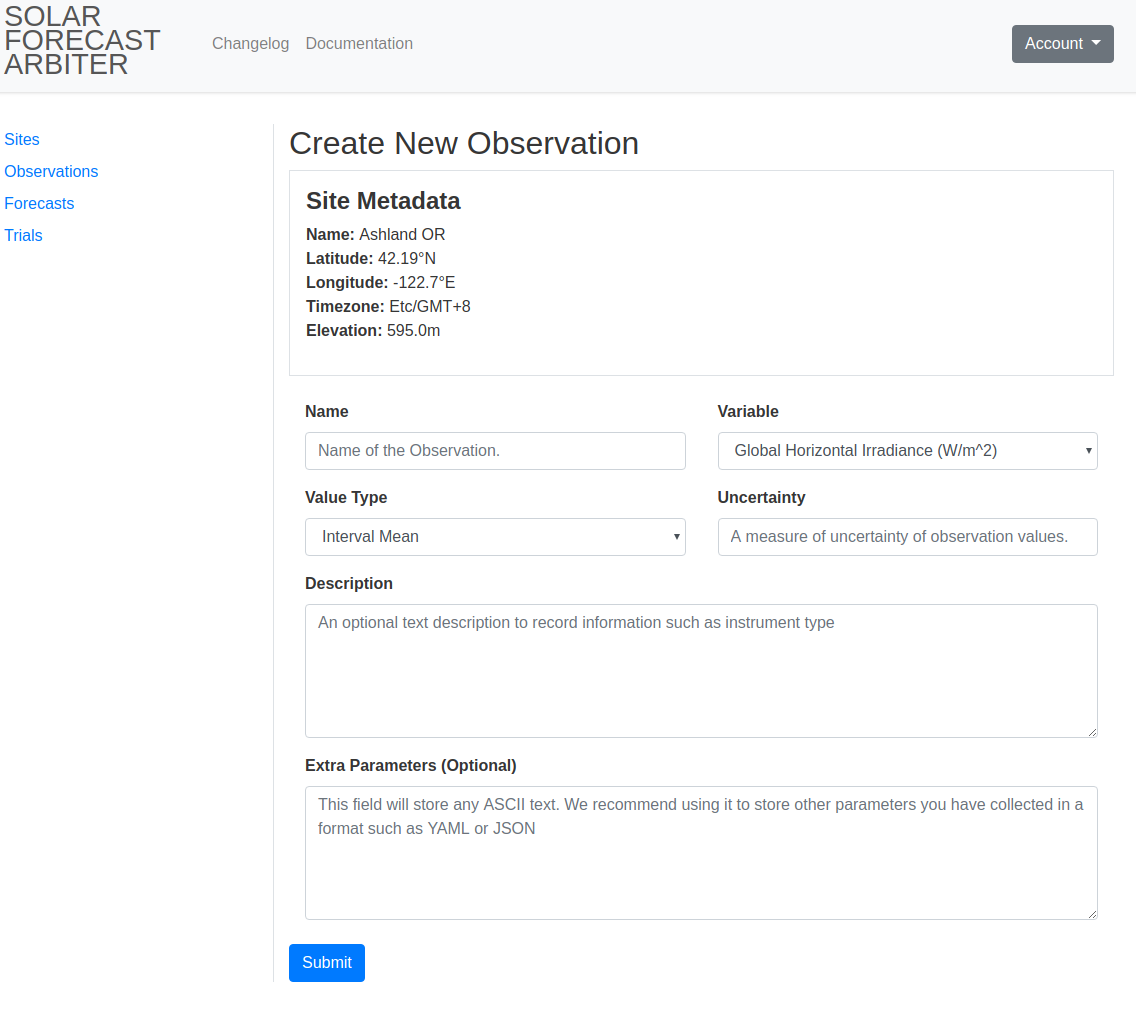 SOLAR
FORECAST
ARBITER
Changelog
Documentation
Account
Sites
Observations
Forecasts
Trials
Create New Observation
Site Metadata
Name: Ashland OR
Latitude: 42.19°N
Longitude: -122.7°E
Timezone: Etc/GMT+8
Elevation: 595.0m
Name
Name of the Observation.
Variable
Global Horizontal Irradiance (W/m^2)
Value Type
Interval Mean
Uncertainty
A measure of uncertainty of observation values.
Description
An optional text description to record information such as instrument type
Extra Parameters (Optional)
This field will store any ASCII text. We recommend using it to store other parameters you have collected in a
format such as YAML or JSON
Submit